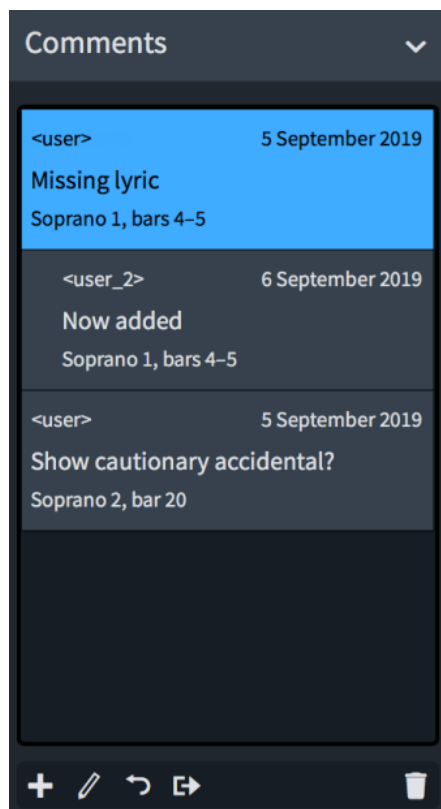 Comments
<user> 5 September 2019
Missing lyric
Soprano 1, bars 4–5
<user_2> 6 September 2019
Now added
Soprano 1, bars 4–5
<user> 5 September 2019
Show cautionary accidental?
Soprano 2, bar 20